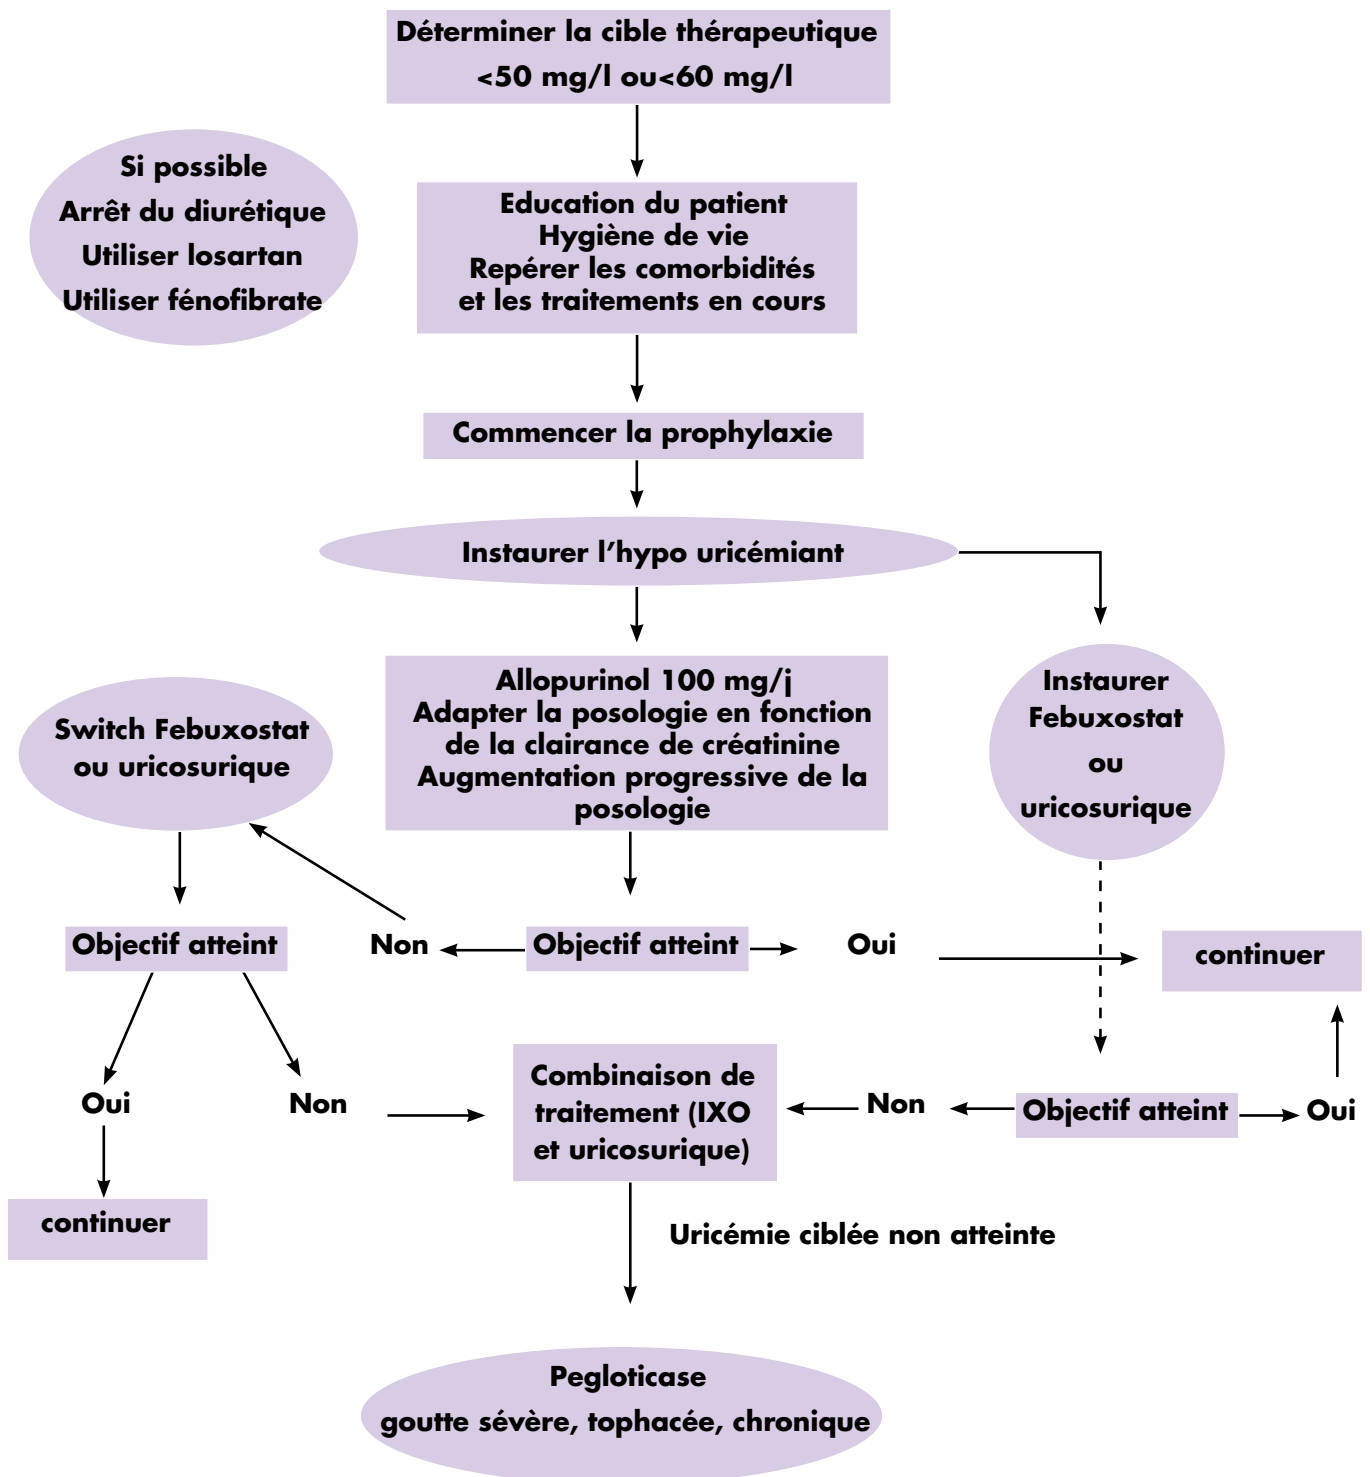 Déterminer la cible thérapeutique
<50 mg/l ou<60 mg/l
Si possible
Arrêt du diurétique
Utiliser losartan
Utiliser fénofibrate
Education du patient
Hygiène de vie
Repérer les comorbidités
et les traitements en cours
Commencer la prophylaxie
Instaurer l’hypo uricémiant
Switch Febuxostat
ou uricosurique
Allopurinol 100 mg/j
Adapter la posologie en fonction
de la clairance de créatinine
Augmentation progressive de la
posologie
Instaurer
Febuxostat
ou
uricosurique
Objectif atteint
Non
Objectif atteint
Oui
continuer
Oui
Non
Combinaison de
traitement (IXO
et uricosurique)
Non
Objectif atteint
Oui
continuer
Uricémie ciblée non atteinte
Pegloticase
goutte sévère, tophacée, chronique